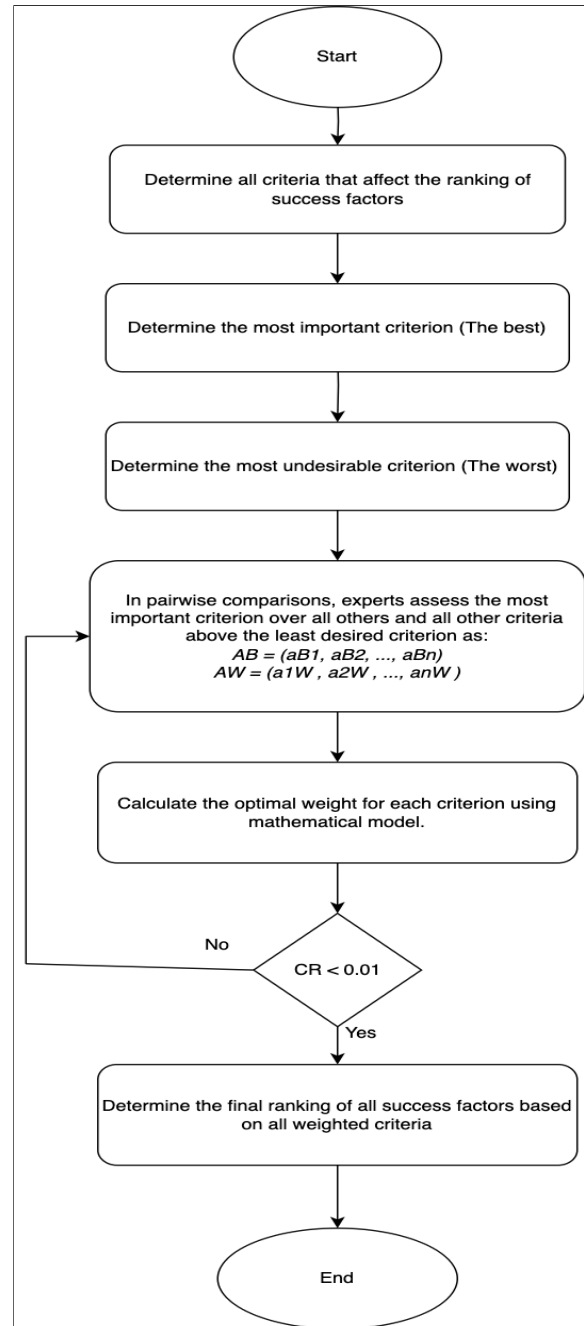 Start
Determine all criteria that affect the ranking of
success factors
Determine the most important criterion (The best)
Determine the most undesirable criterion (The worst)
In pairwise comparisons, experts assess the most
important criterion over all others and all other criteria
above the least desired criterion as:
AB = (aB1, aB2, ..., aBn)
AW = (a1W , a2W , ..., anW )
Calculate the optimal weight for each criterion using
mathematical model.
No
CR < 0.01
Yes
Determine the final ranking of all success factors based
on all weighted criteria
End